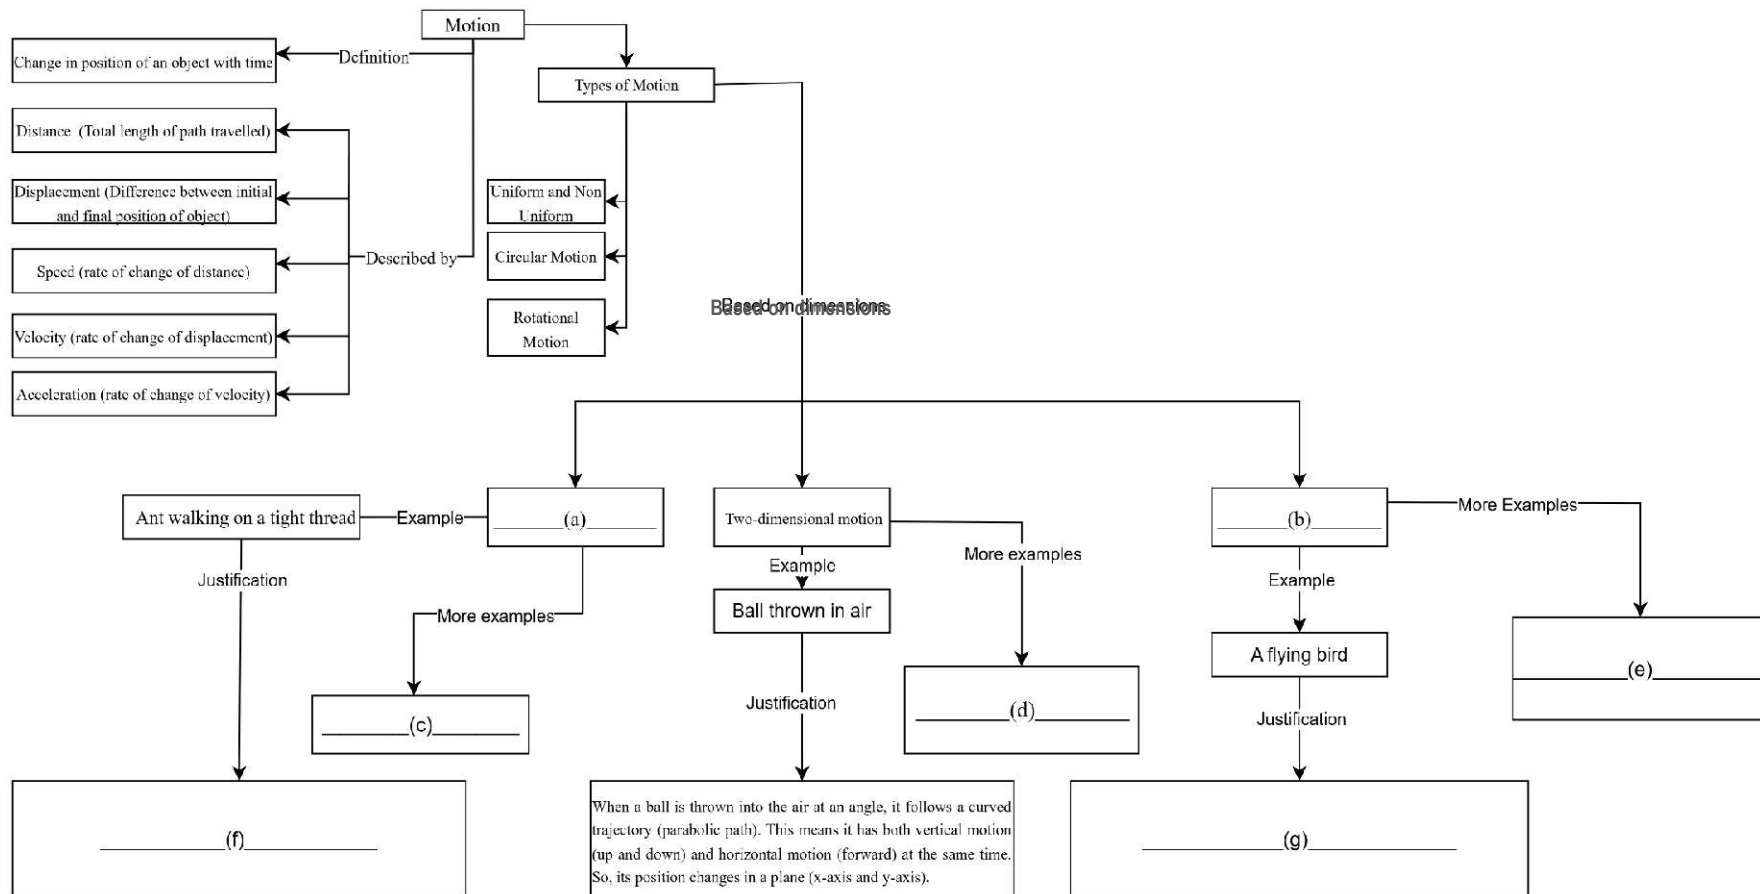 Motion
Definition
Change in position of an object with time
Types of Motion
Distance (Total length of path travelled)
Displacement (Difference between initial
and final position of object)
Speed (rate of change of distance)
Described by
Velocity (rate of change of displacement)
Acceleration (rate of change of velocity)
Uniform and Non
Uniform
Circular Motion
Rotational
Motion
Based on dimensions
Based on dimensions
Ant walking on a tight thread
Example
(a)
Two-dimensional motion
(b)
More Examples
Justification
More examples
Example
More examples
Example
Ball thrown in air
A flying bird
(c)
Justification
(d)
Justification
(e)
(f)
When a ball is thrown into the air at an angle, it follows a curved
trajectory (parabolic path). This means it has both vertical motion
(up and down) and horizontal motion (forward) at the same time.
So, its position changes in a plane (x-axis and y-axis).
(g)